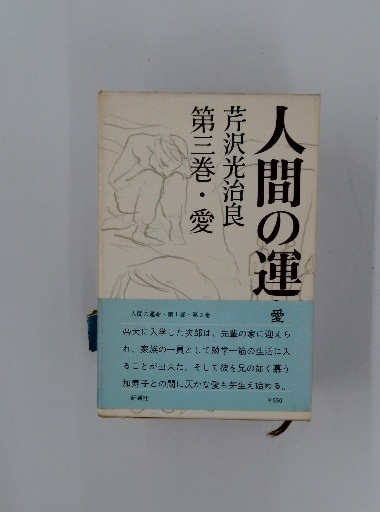 人間の運
芹沢光治良
第三巻・愛
愛
人間の運命・第1部・第3巻
帝大に入学した次郎は、先輩の家に迎えら
れ、家族の一員として勉学一筋の生活に入
ることが出来た。そして彼を兄の如く慕う
加寿子との間に仄かな愛も芽生え始める。
新潮社
¥550